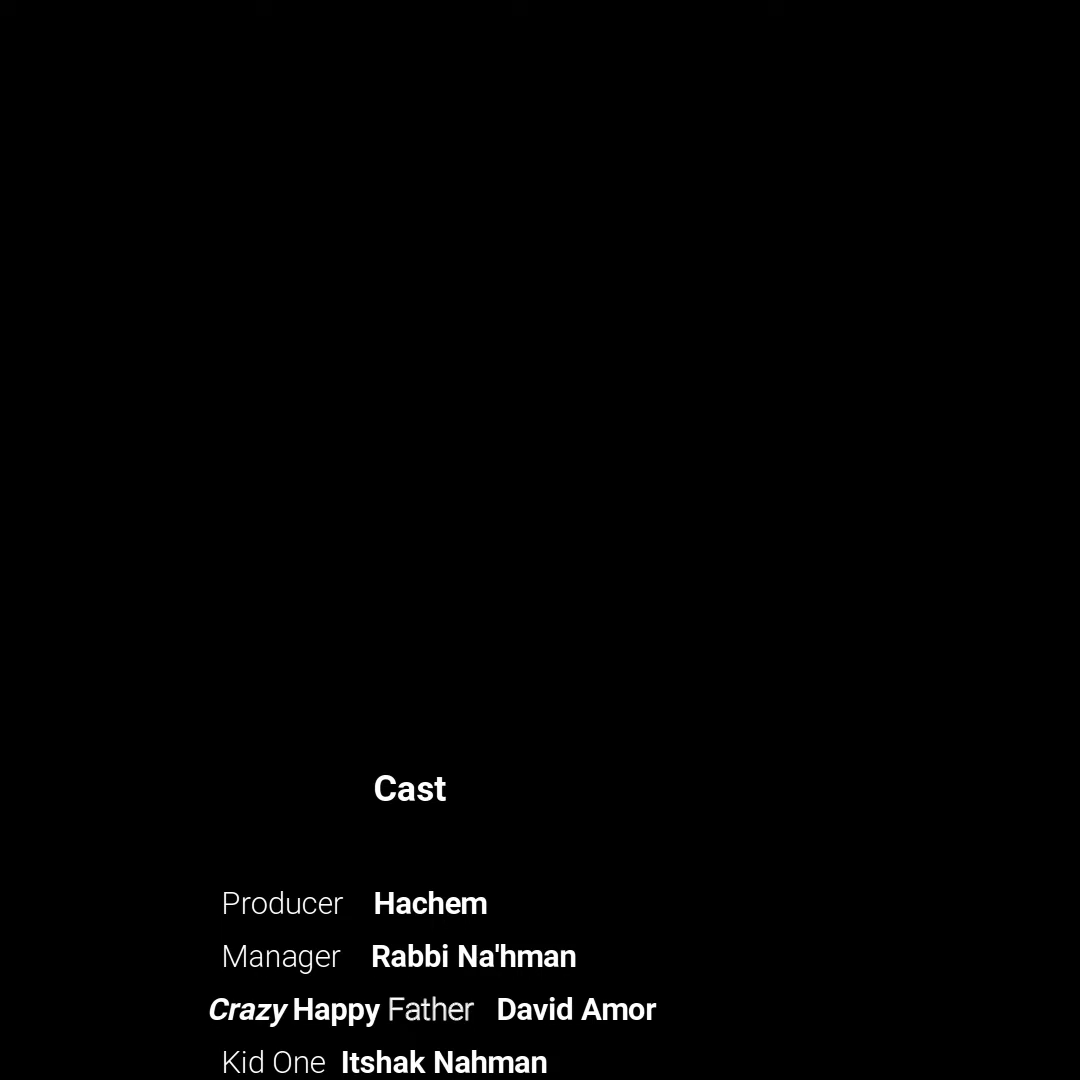 Cast
Producer Hachem
Manager Rabbi Na'hman
Crazy Happy Father David Amor
Kid One Itshak Nahman